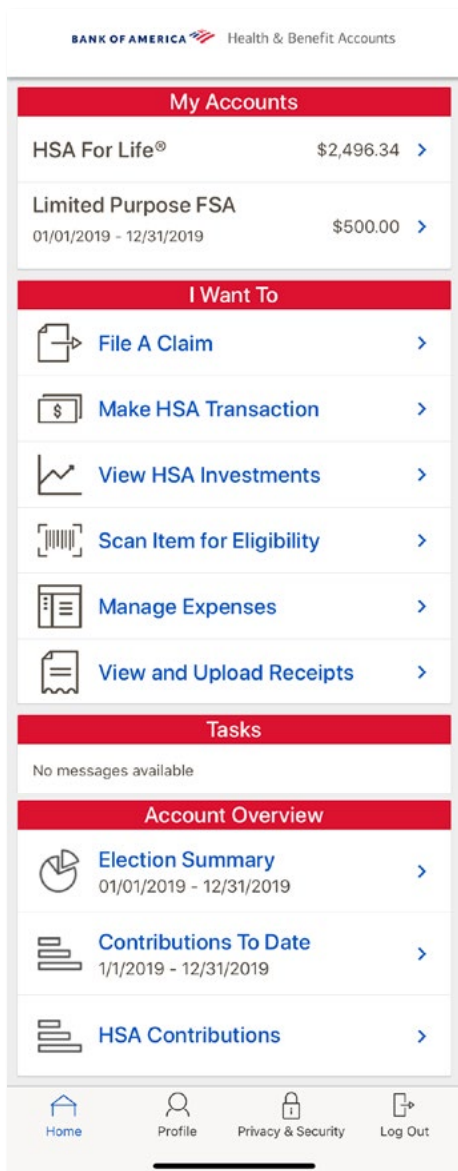 BANK OF AMERICA Health & Benefit Accounts
My Accounts
HSA For Life® $2,496.34
Limited Purpose FSA
01/01/2019 - 12/31/2019 $500.00
I Want To
File A Claim
$ Make HSA Transaction
View HSA Investments
Scan Item for Eligibility
Manage Expenses
View and Upload Receipts
Tasks
No messages available
Account Overview
Election Summary
01/01/2019 - 12/31/2019
Contributions To Date
1/1/2019 - 12/31/2019
HSA Contributions
Home Profile Privacy & Security Log Out